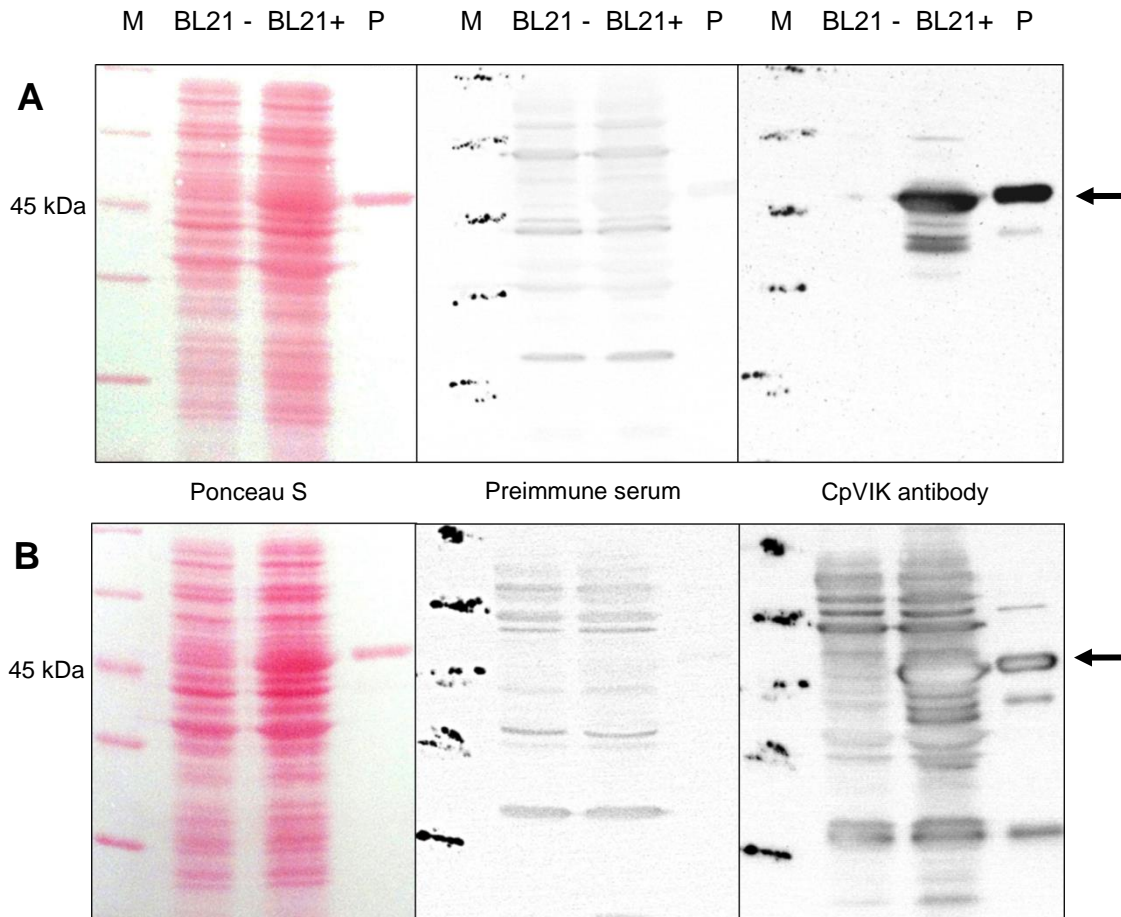 M BL21 - BL21+ P M BL21 - BL21+ P M BL21 - BL21+ P
A
45 kDa
Ponceau S Preimmune serum CpVIK antibody
B
45 kDa